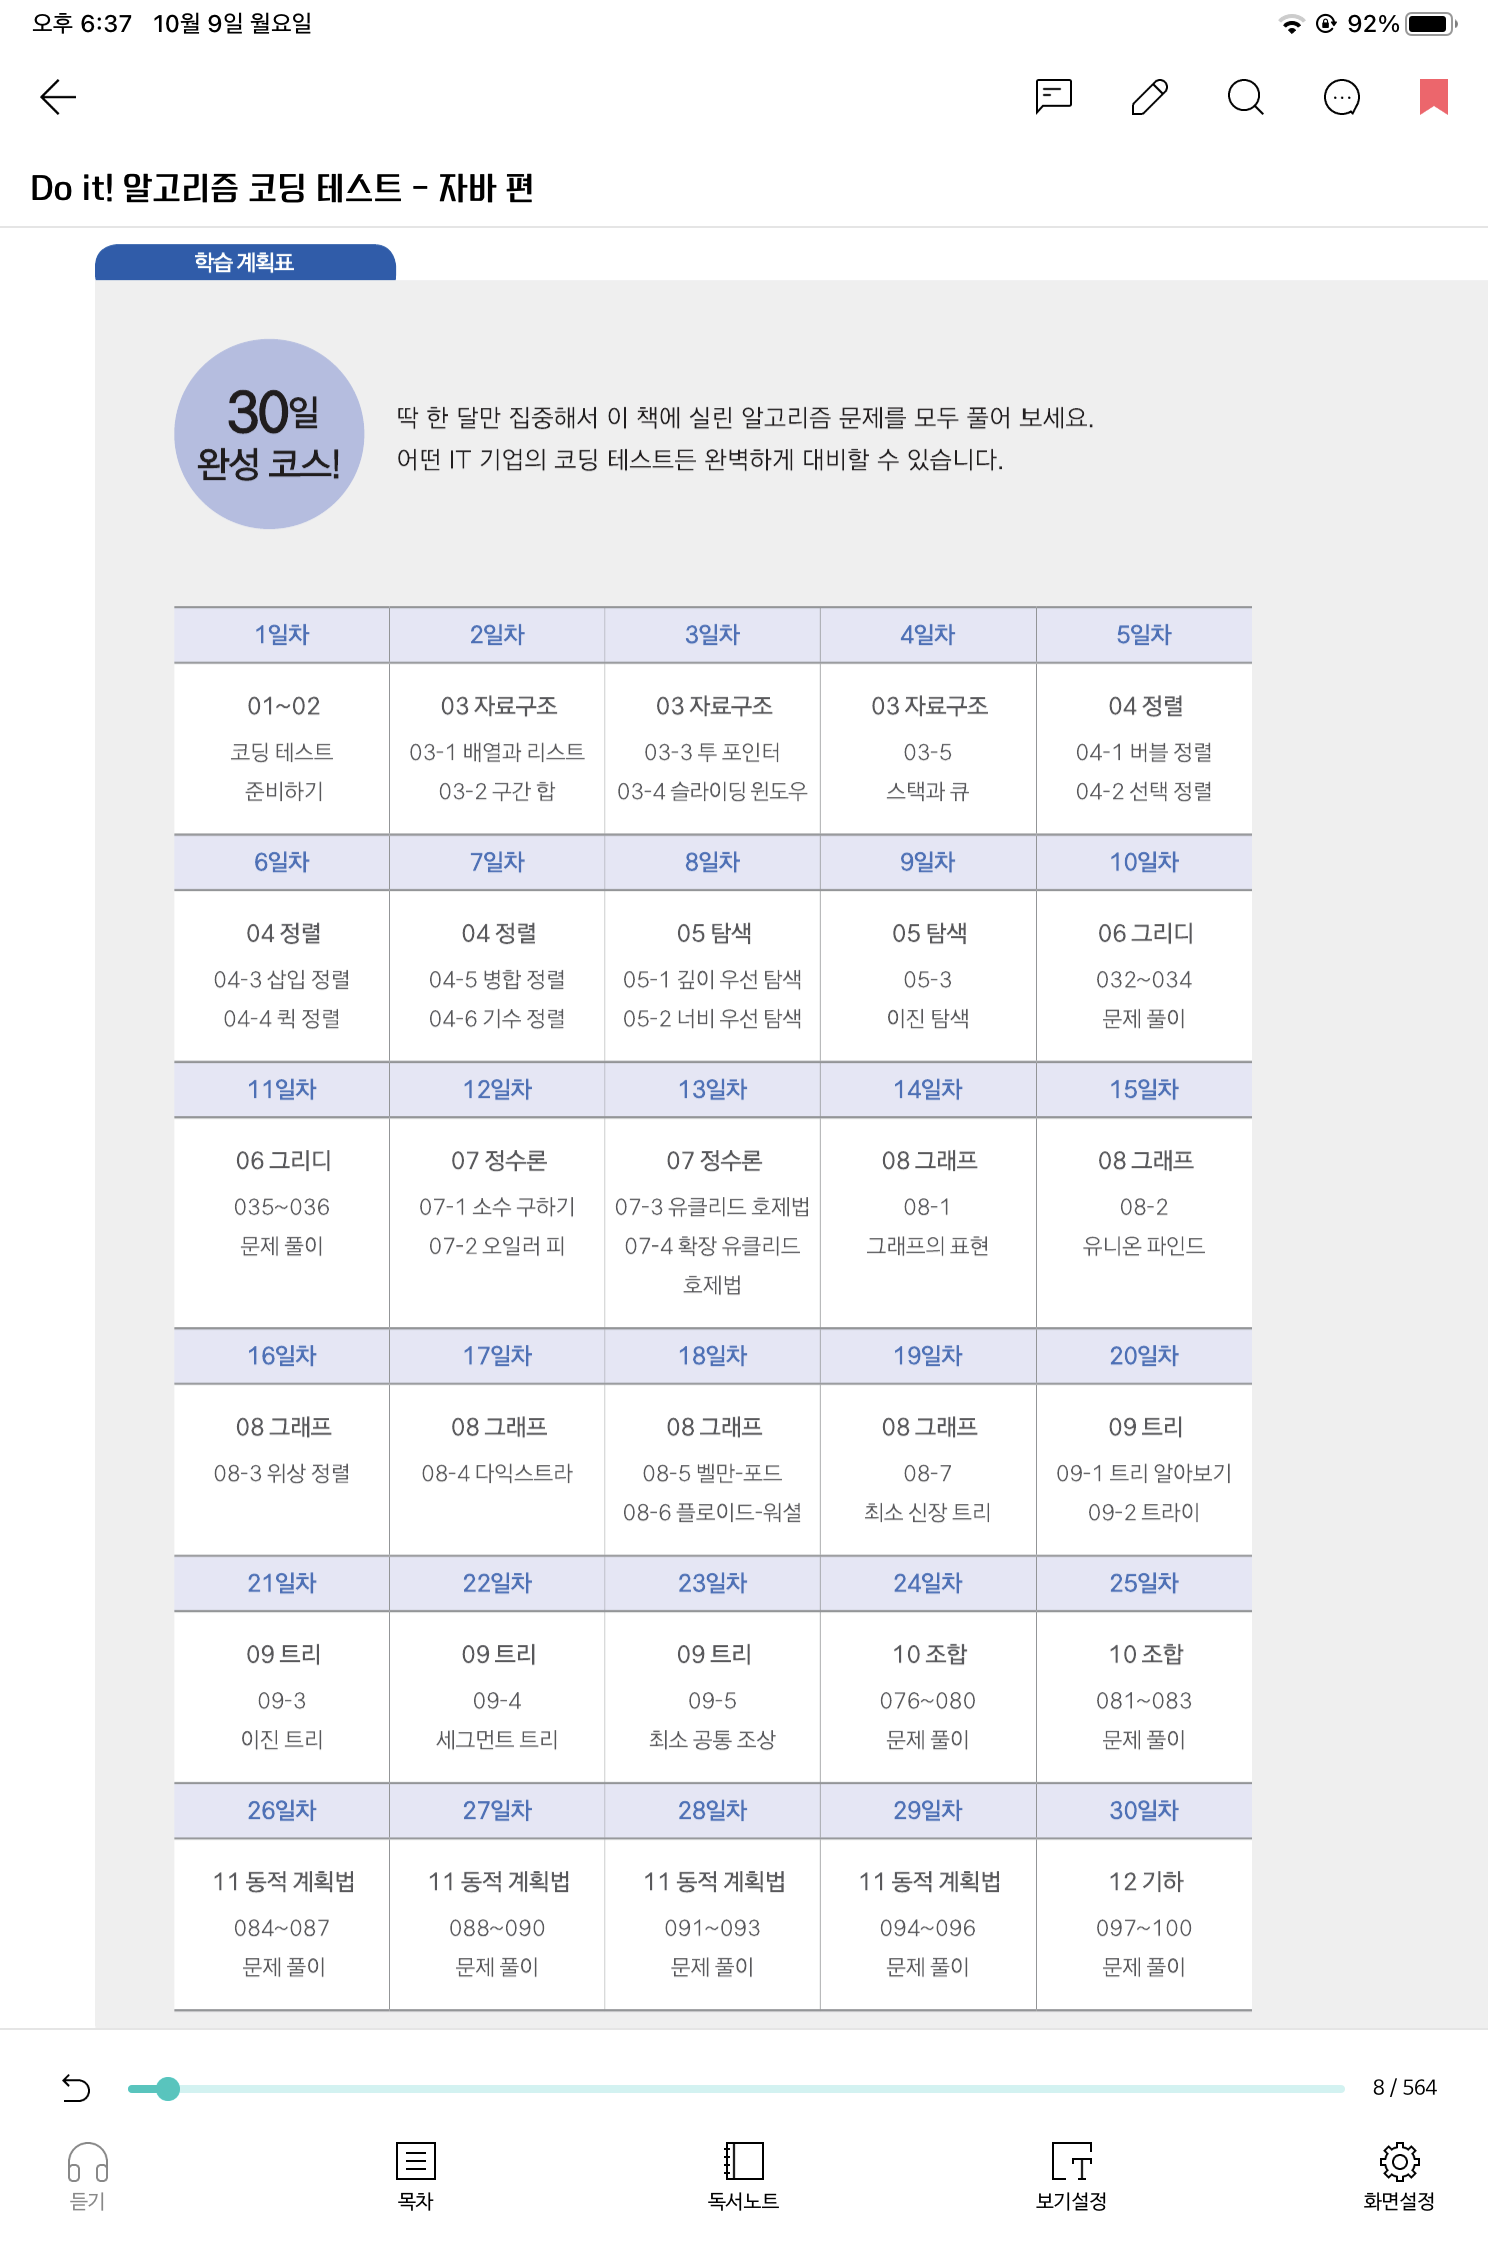 오후 6:37 10월 9일 월요일
92%
Do it! 알고리즘 코딩 테스트 - 자바 편
학습 계획표
30일
완성 코스!
딱 한 달만 집중해서 이 책에 실린 알고리즘 문제를 모두 풀어 보세요.
어떤 IT 기업의 코딩 테스트든 완벽하게 대비할 수 있습니다.
1일차 2일차 3일차 4일차 5일차
01~02 03 자료구조 03 자료구조 03 자료구조 04 정렬
코딩 테스트 03-1 배열과 리스트 03-3 투 포인터 03-5 04-1 버블 정렬
준비하기 03-2 구간 합 03-4 슬라이딩 윈도우 스택과 큐 04-2 선택 정렬
6일차 7일차 8일차 9일차 10일차
04 정렬 04 정렬 05 탐색 05 탐색 06 그리디
04-3 삽입 정렬 04-5 병합 정렬 05-1 깊이 우선 탐색 05-3 032~034
04-4 퀵 정렬 04-6 기수 정렬 05-2 너비 우선 탐색 이진 탐색 문제 풀이
11일차 12일차 13일차 14일차 15일차
06 그리디 07 정수론 07 정수론 08 그래프 08 그래프
035~036 07-1 소수 구하기 07-3 유클리드 호제법 08-1 08-2
문제 풀이 07-2 오일러 피 07-4 확장 유클리드 그래프의 표현 유니온 파인드
호제법
16일차 17일차 18일차 19일차 20일차
08 그래프 08 그래프 08 그래프 08 그래프 09 트리
08-3 위상 정렬 08-4 다익스트라 08-5 벨만-포드 08-7 09-1 트리 알아보기
08-6 플로이드-워셜 최소 신장 트리 09-2 트라이
21일차 22일차 23일차 24일차 25일차
09 트리 09 트리 09 트리 10 조합 10 조합
09-3 09-4 09-5 076~080 081~083
이진 트리 세그먼트 트리 최소 공통 조상 문제 풀이 문제 풀이
26일차 27일차 28일차 29일차 30일차
11 동적 계획법 11 동적 계획법 11 동적 계획법 11 동적 계획법 12 기하
084~087 088~090 091~093 094~096 097~100
문제 풀이 문제 풀이 문제 풀이 문제 풀이 문제 풀이
8 / 564
듣기 목차 독서노트 보기설정 화면설정